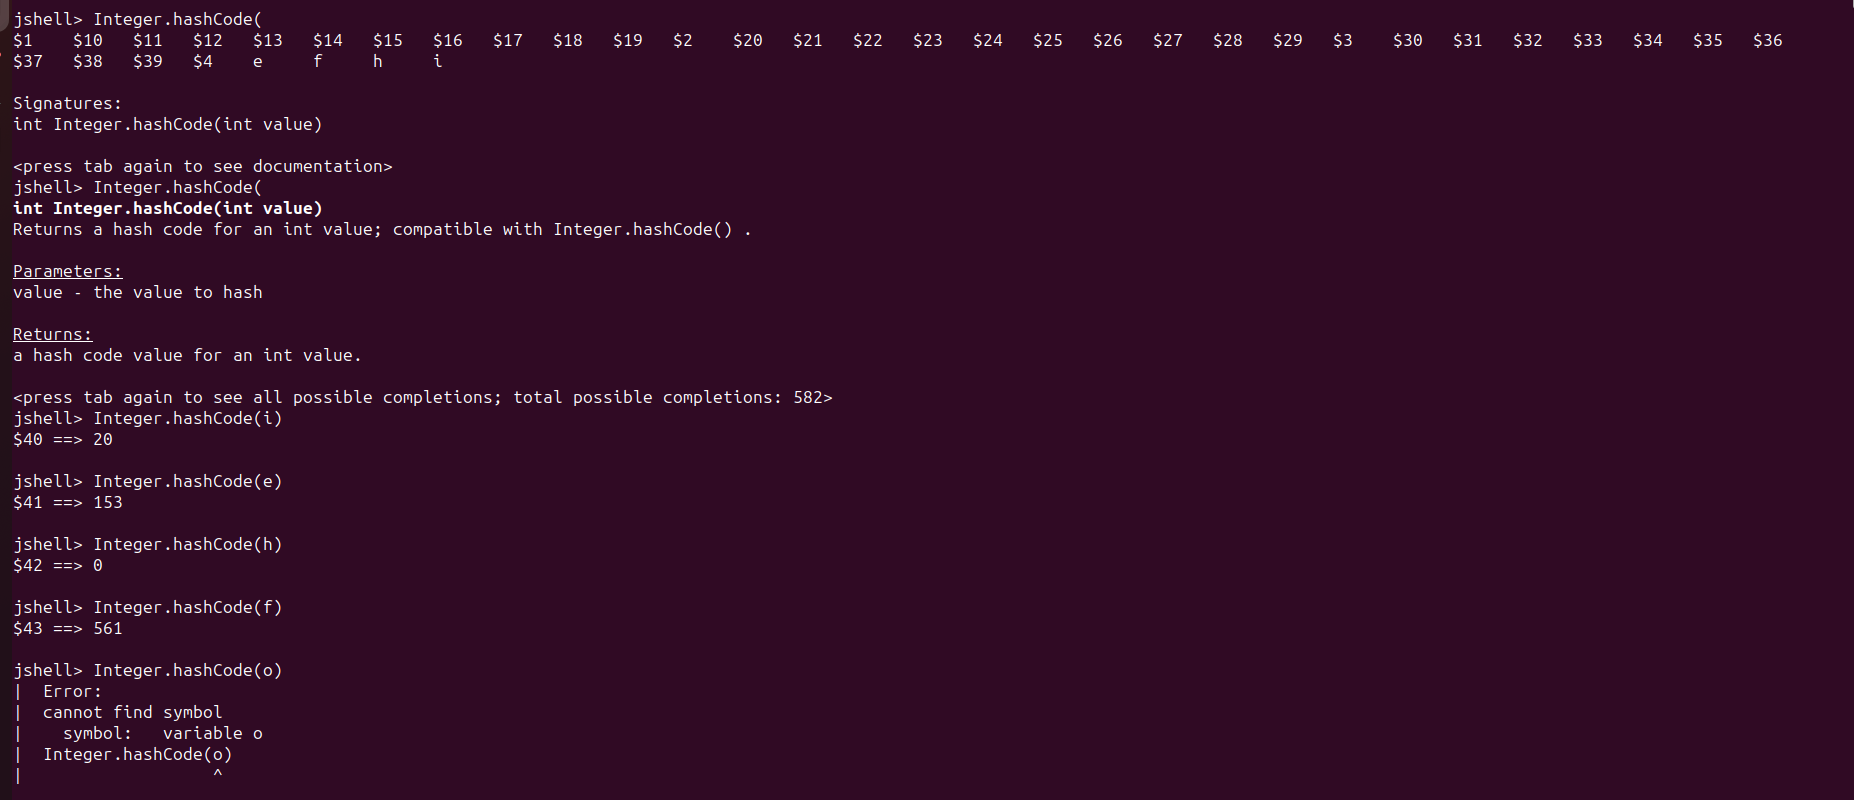 jshell> Integer.hashCode(
$1    $10   $11   $12   $13   $14   $15   $16   $17   $18   $19   $2    $20   $21   $22   $23   $24   $25   $26   $27   $28   $29   $3    $30   $31   $32   $33   $34   $35   $36
$37   $38   $39   $4    e     f     h     i
Signatures:
int Integer.hashCode(int value)
<press tab again to see documentation>
jshell> Integer.hashCode(
int Integer.hashCode(int value)
Returns a hash code for an int value; compatible with Integer.hashCode() .
Parameters:
value - the value to hash
Returns:
a hash code value for an int value.
<press tab again to see all possible completions; total possible completions: 582>
jshell> Integer.hashCode(i)
$40 ==> 20
jshell> Integer.hashCode(e)
$41 ==> 153
jshell> Integer.hashCode(h)
$42 ==> 0
jshell> Integer.hashCode(f)
$43 ==> 561
jshell> Integer.hashCode(o)
|  Error:
|  cannot find symbol
|    symbol:   variable o
|  Integer.hashCode(o)
|                   ^